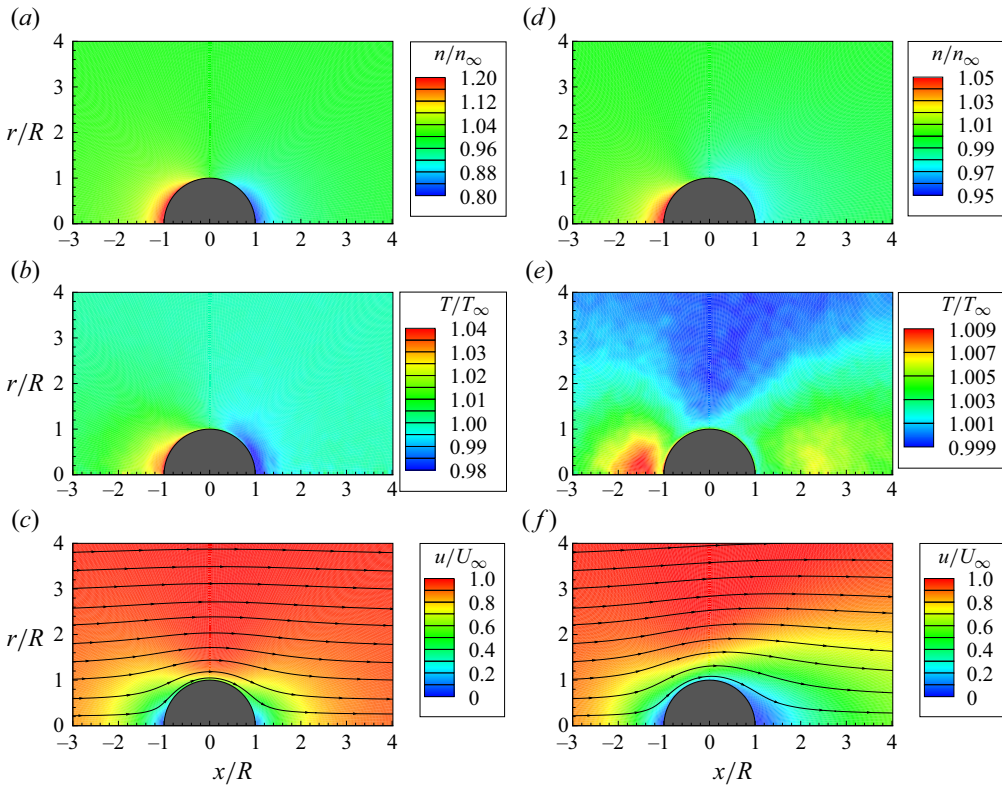 (a)
n/n∞
1.20
1.12
1.04
0.96
0.88
0.80
r/R
4
3
2
1
0
−3 −2 −1 0 1 2 3 4
(d)
n/n∞
1.05
1.03
1.01
0.99
0.97
0.95
4
3
2
1
0
−3 −2 −1 0 1 2 3 4
(b)
T/T∞
1.04
1.03
1.02
1.01
1.00
0.99
0.98
r/R
4
3
2
1
0
−3 −2 −1 0 1 2 3 4
(e)
T/T∞
1.009
1.007
1.005
1.003
1.001
0.999
4
3
2
1
0
−3 −2 −1 0 1 2 3 4
(c)
u/U∞
1.0
0.8
0.6
0.4
0.2
0
r/R
4
3
2
1
0
−3 −2 −1 0 1 2 3 4
x/R
(f)
u/U∞
1.0
0.8
0.6
0.4
0.2
0
4
3
2
1
0
−3 −2 −1 0 1 2 3 4
x/R